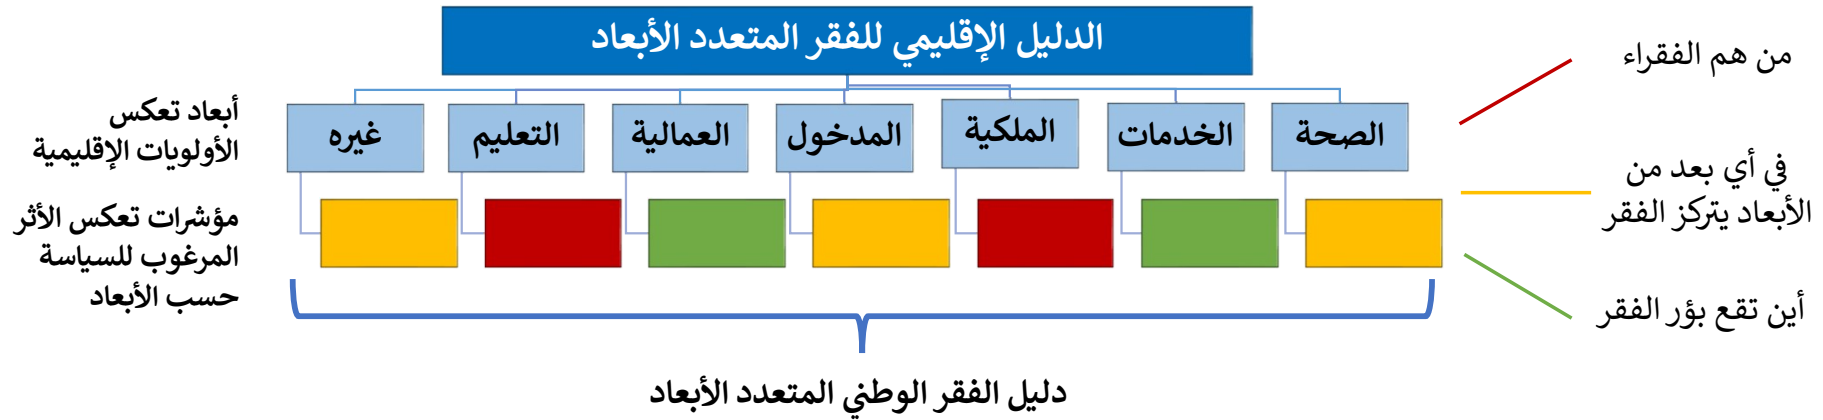 الدليل الإقليمي للفقر المتعدد الأبعاد
من هم الفقراء
في أي بعد من
الأبعاد يتركز الفقر
أين تقع بؤر الفقر
الصحة
الخدمات
الملكية
المدخول
العمالية
التعليم
غيره
أبعاد تعكس
الأولويات الإقليمية
مؤشرات تعكس الأثر
المرغوب للسياسة
حسب الأبعاد
دليل الفقر الوطني المتعدد الأبعاد